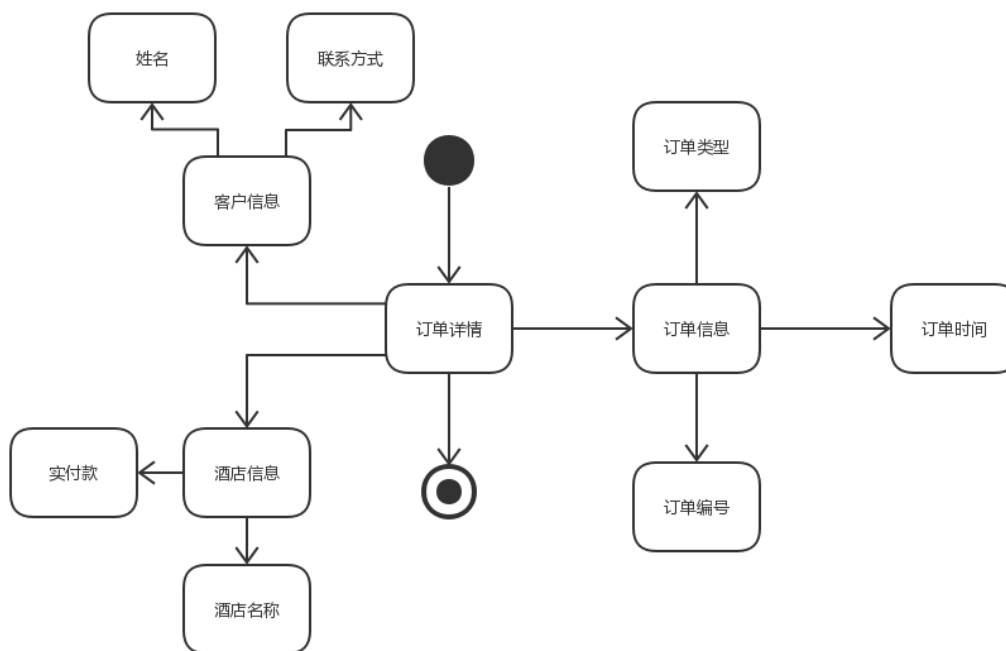 姓名
联系方式
订单类型
客户信息
订单详情
订单信息
订单时间
实付款
酒店信息
订单编号
酒店名称